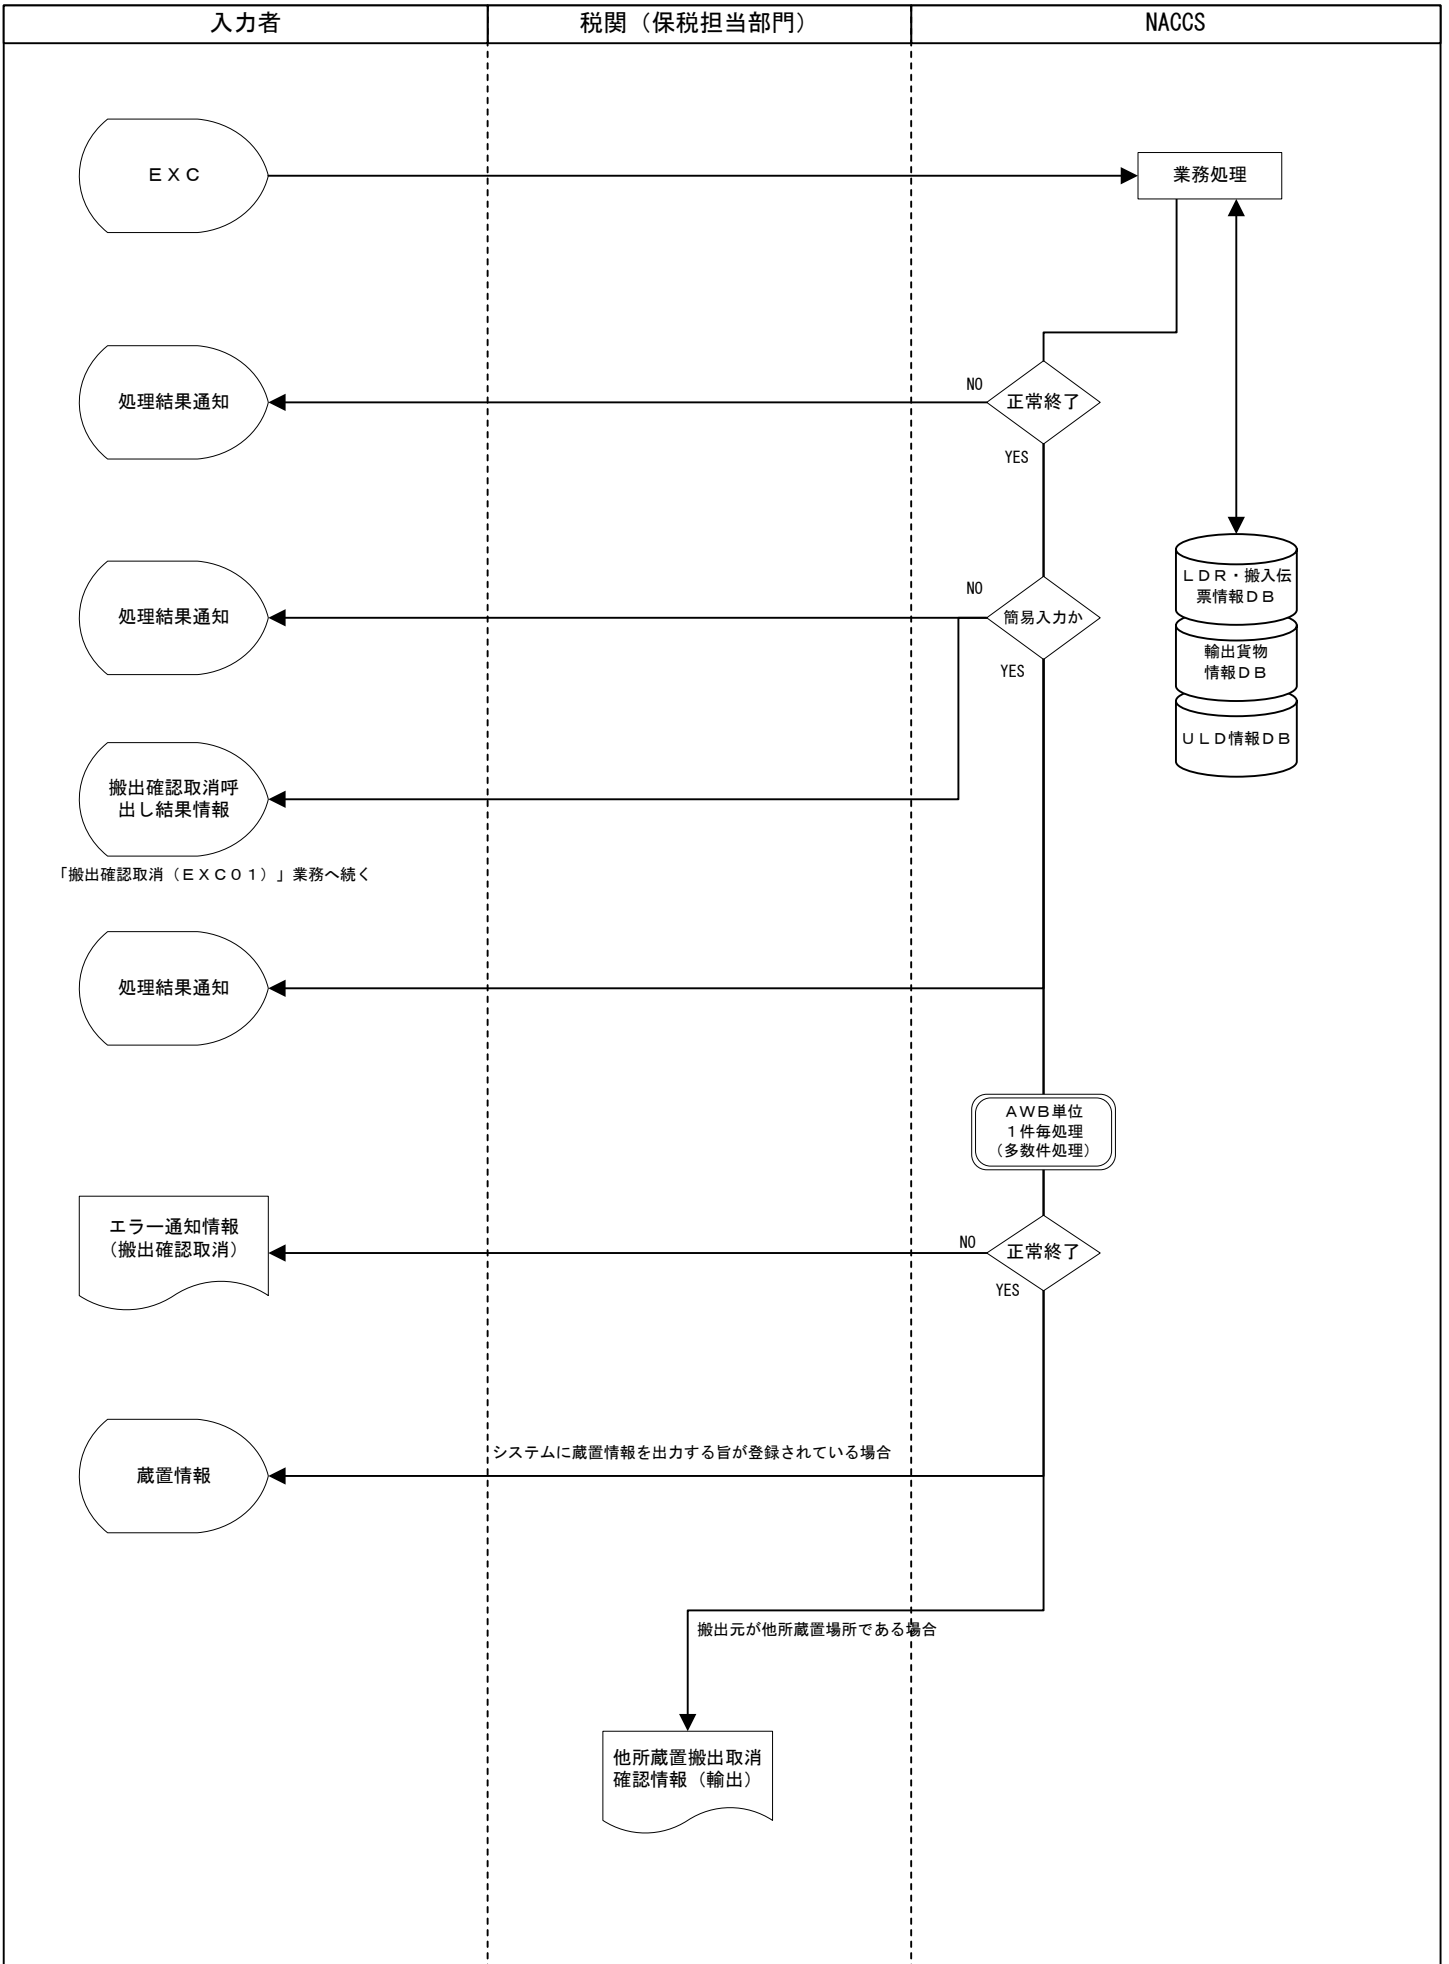 入力者
税関（保税担当部門）
NACCS
ＥＸＣ
業務処理
処理結果通知
NO
正常終了
YES
ＬＤＲ・搬入伝
票情報ＤＢ
輸出貨物
情報ＤＢ
ＵＬＤ情報ＤＢ
処理結果通知
NO
簡易入力か
YES
搬出確認取消呼
出し結果情報
「搬出確認取消（ＥＸＣ０１）」業務へ続く
処理結果通知
ＡＷＢ単位
１件毎処理
（多数件処理）
エラー通知情報
（搬出確認取消）
NO
正常終了
YES
システムに蔵置情報を出力する旨が登録されている場合
蔵置情報
搬出元が他所蔵置場所である場合
他所蔵置搬出取消
確認情報（輸出）